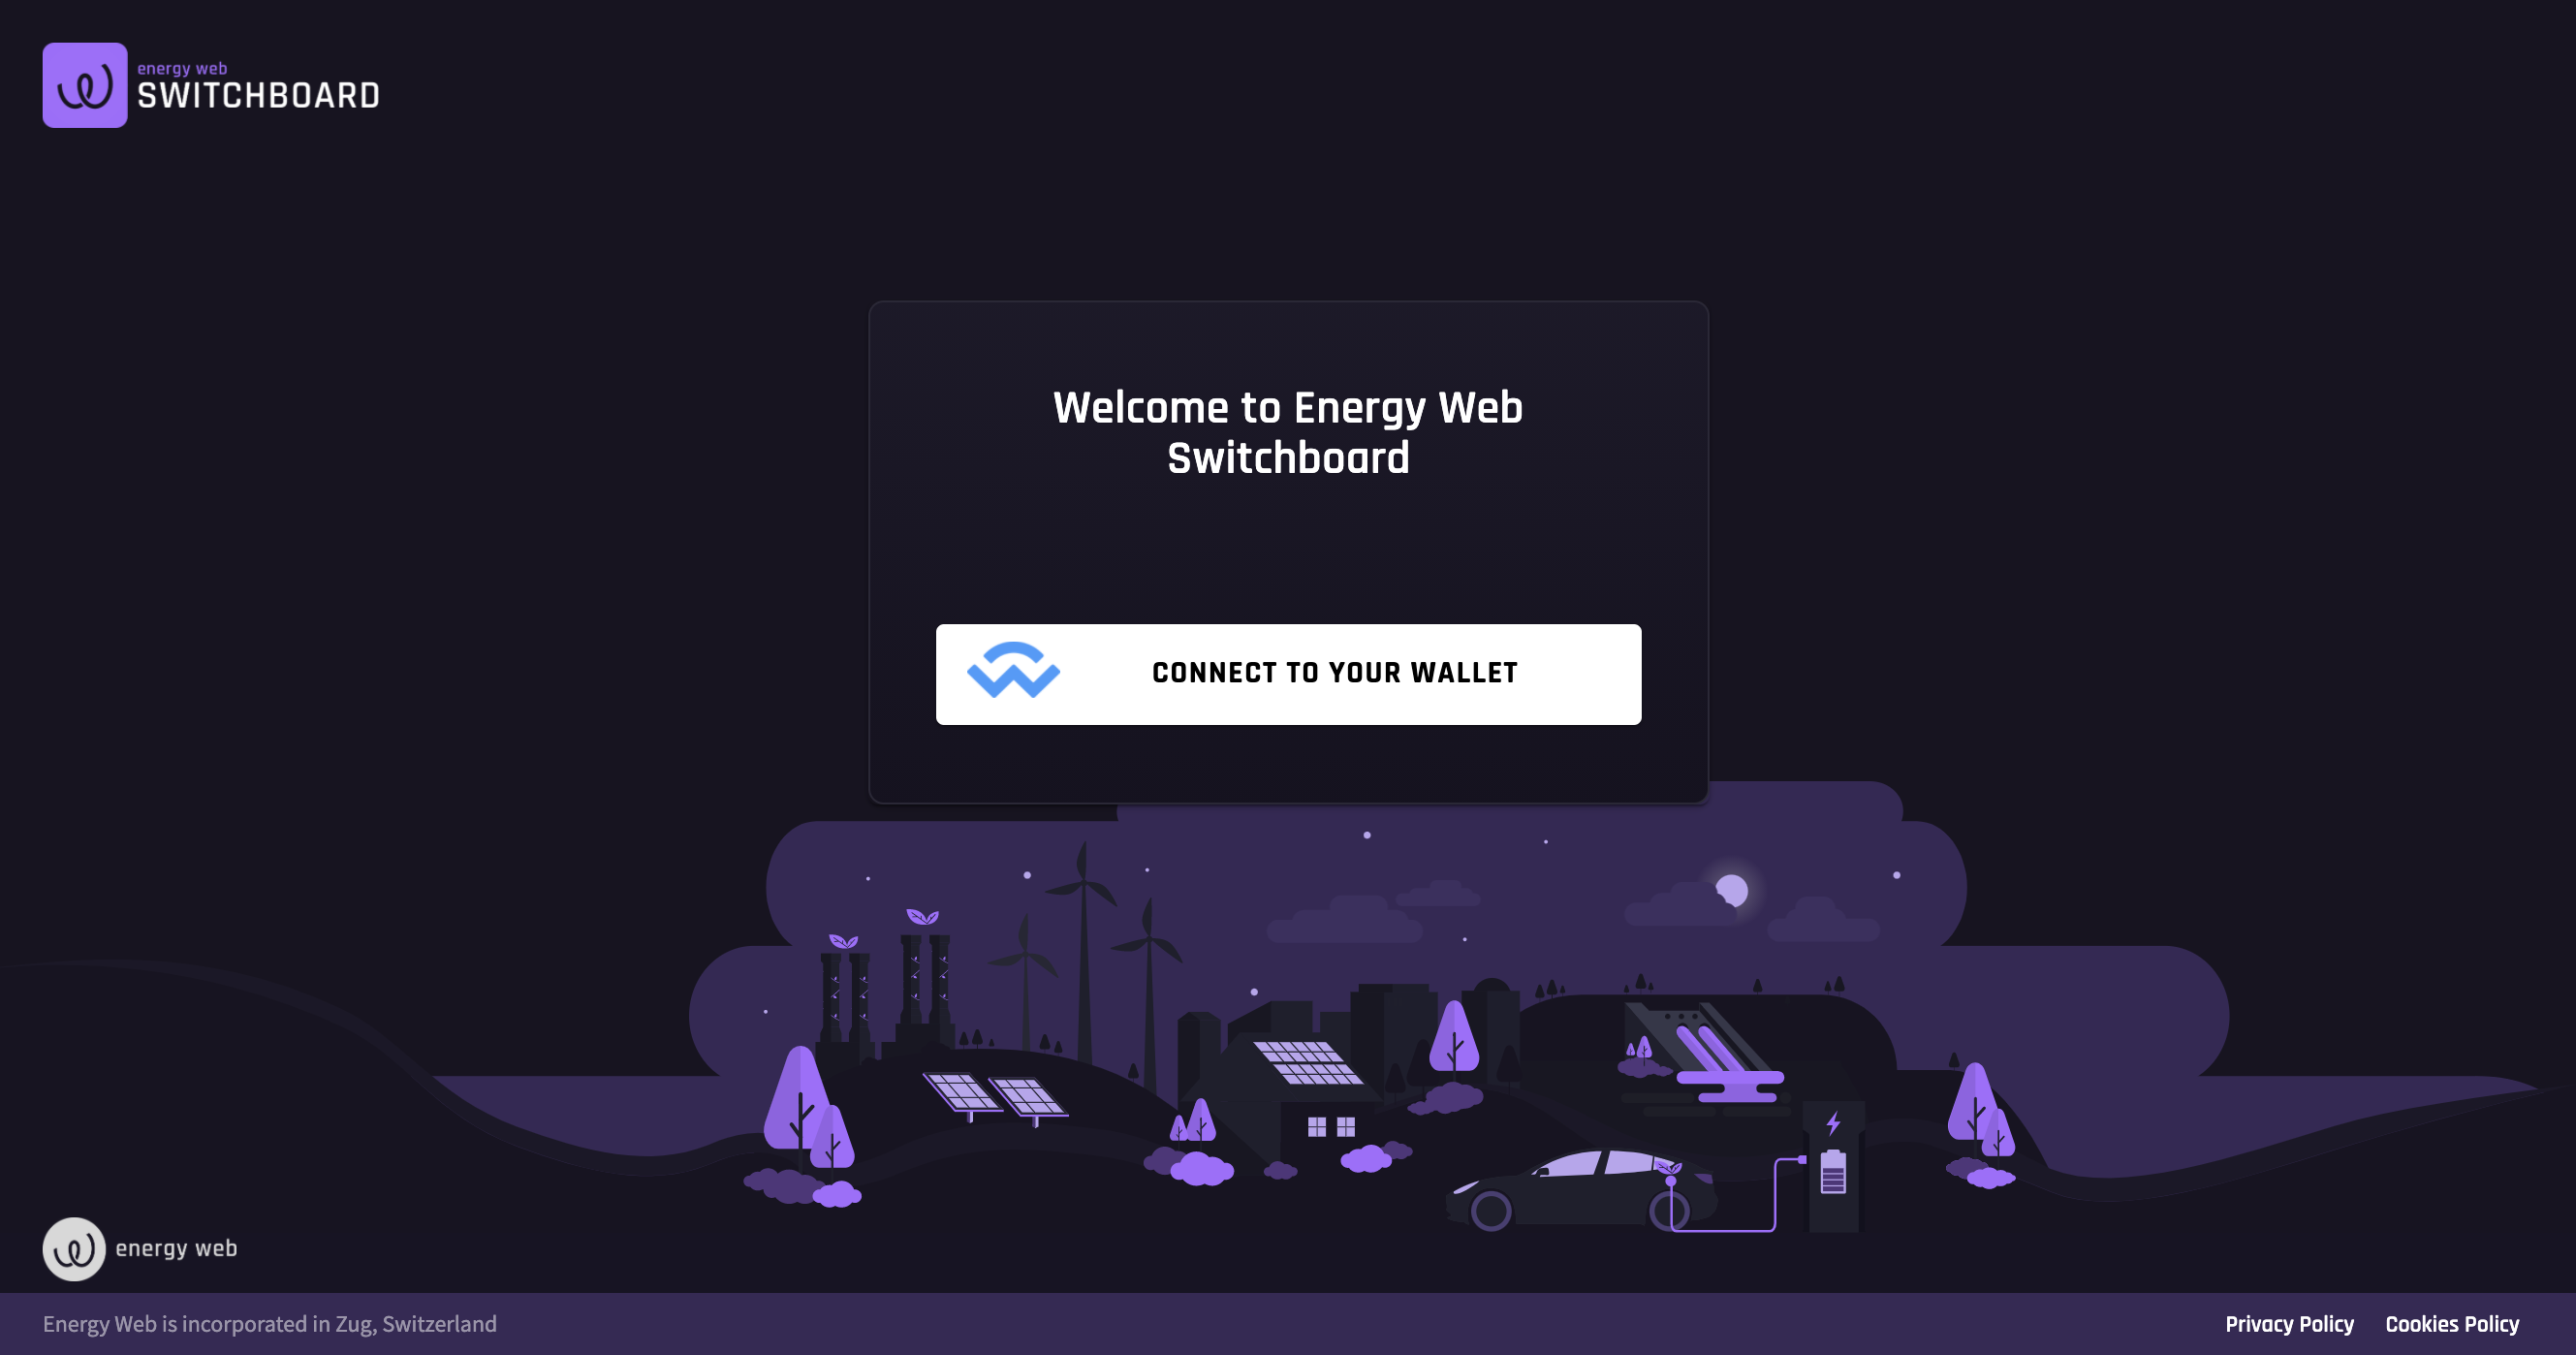 energy web
SWITCHBOARD
Welcome to Energy Web
Switchboard
CONNECT TO YOUR WALLET
energy web
Energy Web is incorporated in Zug, Switzerland
Privacy Policy
Cookies Policy